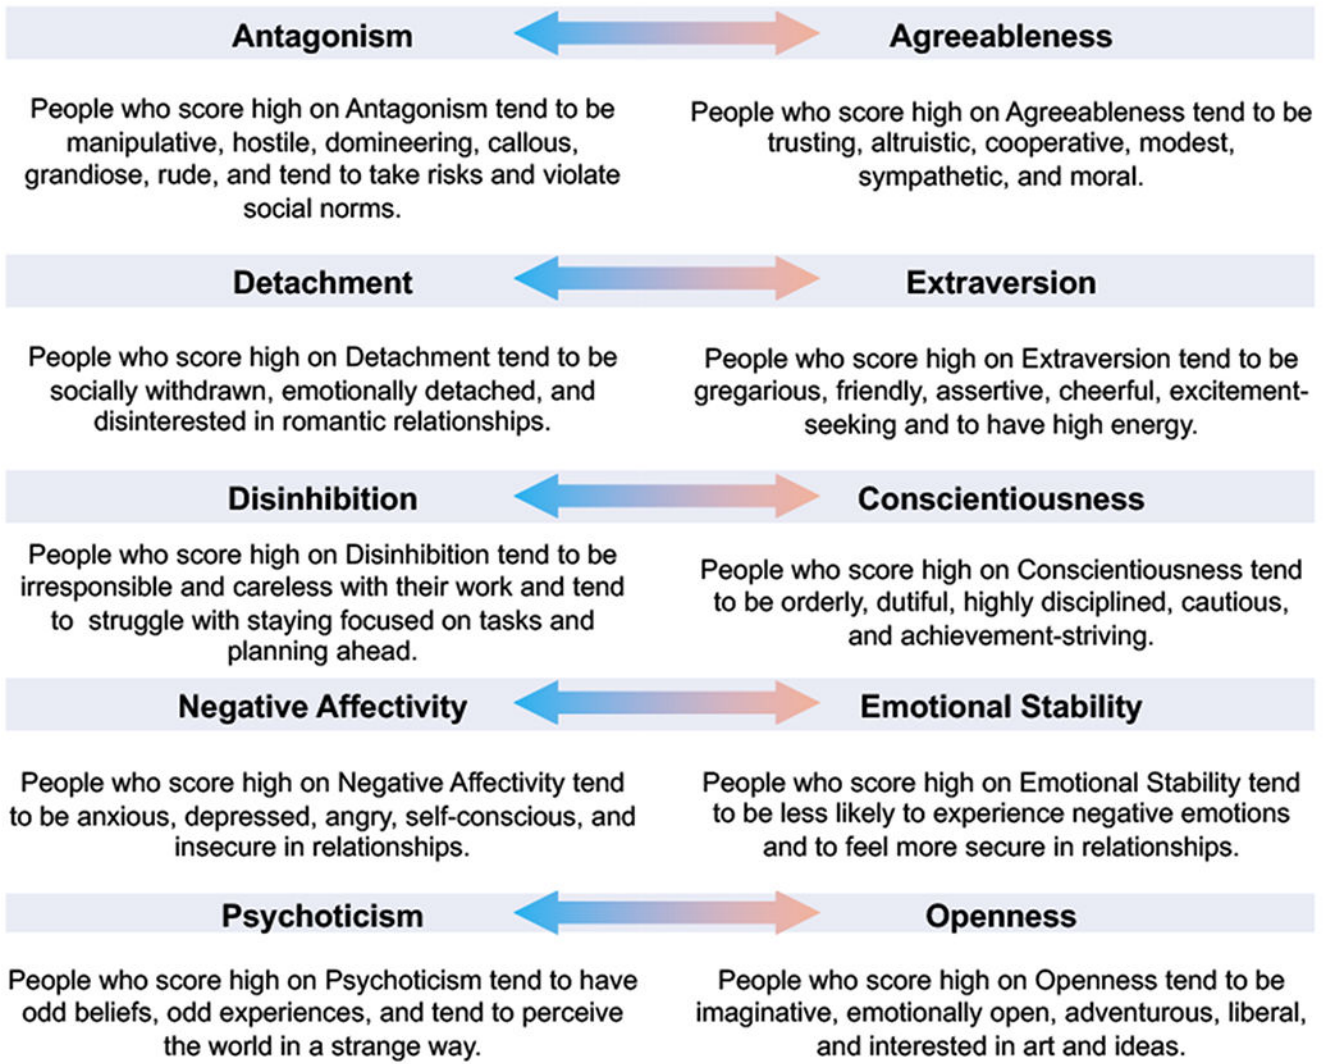 Antagonism
Agreeableness
People who score high on Antagonism tend to be
manipulative, hostile, domineering, callous,
grandiose, rude, and tend to take risks and violate
social norms.
People who score high on Agreeableness tend to be
trusting, altruistic, cooperative, modest,
sympathetic, and moral.
Detachment
Extraversion
People who score high on Detachment tend to be
socially withdrawn, emotionally detached, and
disinterested in romantic relationships.
People who score high on Extraversion tend to be
gregarious, friendly, assertive, cheerful, excitement-
seeking and to have high energy.
Disinhibition
Conscientiousness
People who score high on Disinhibition tend to be
irresponsible and careless with their work and tend
to struggle with staying focused on tasks and
planning ahead.
People who score high on Conscientiousness tend
to be orderly, dutiful, highly disciplined, cautious,
and achievement-striving.
Negative Affectivity
Emotional Stability
People who score high on Negative Affectivity tend
to be anxious, depressed, angry, self-conscious, and
insecure in relationships.
People who score high on Emotional Stability tend
to be less likely to experience negative emotions
and to feel more secure in relationships.
Psychoticism
Openness
People who score high on Psychoticism tend to have
odd beliefs, odd experiences, and tend to perceive
the world in a strange way.
People who score high on Openness tend to be
imaginative, emotionally open, adventurous, liberal,
and interested in art and ideas.